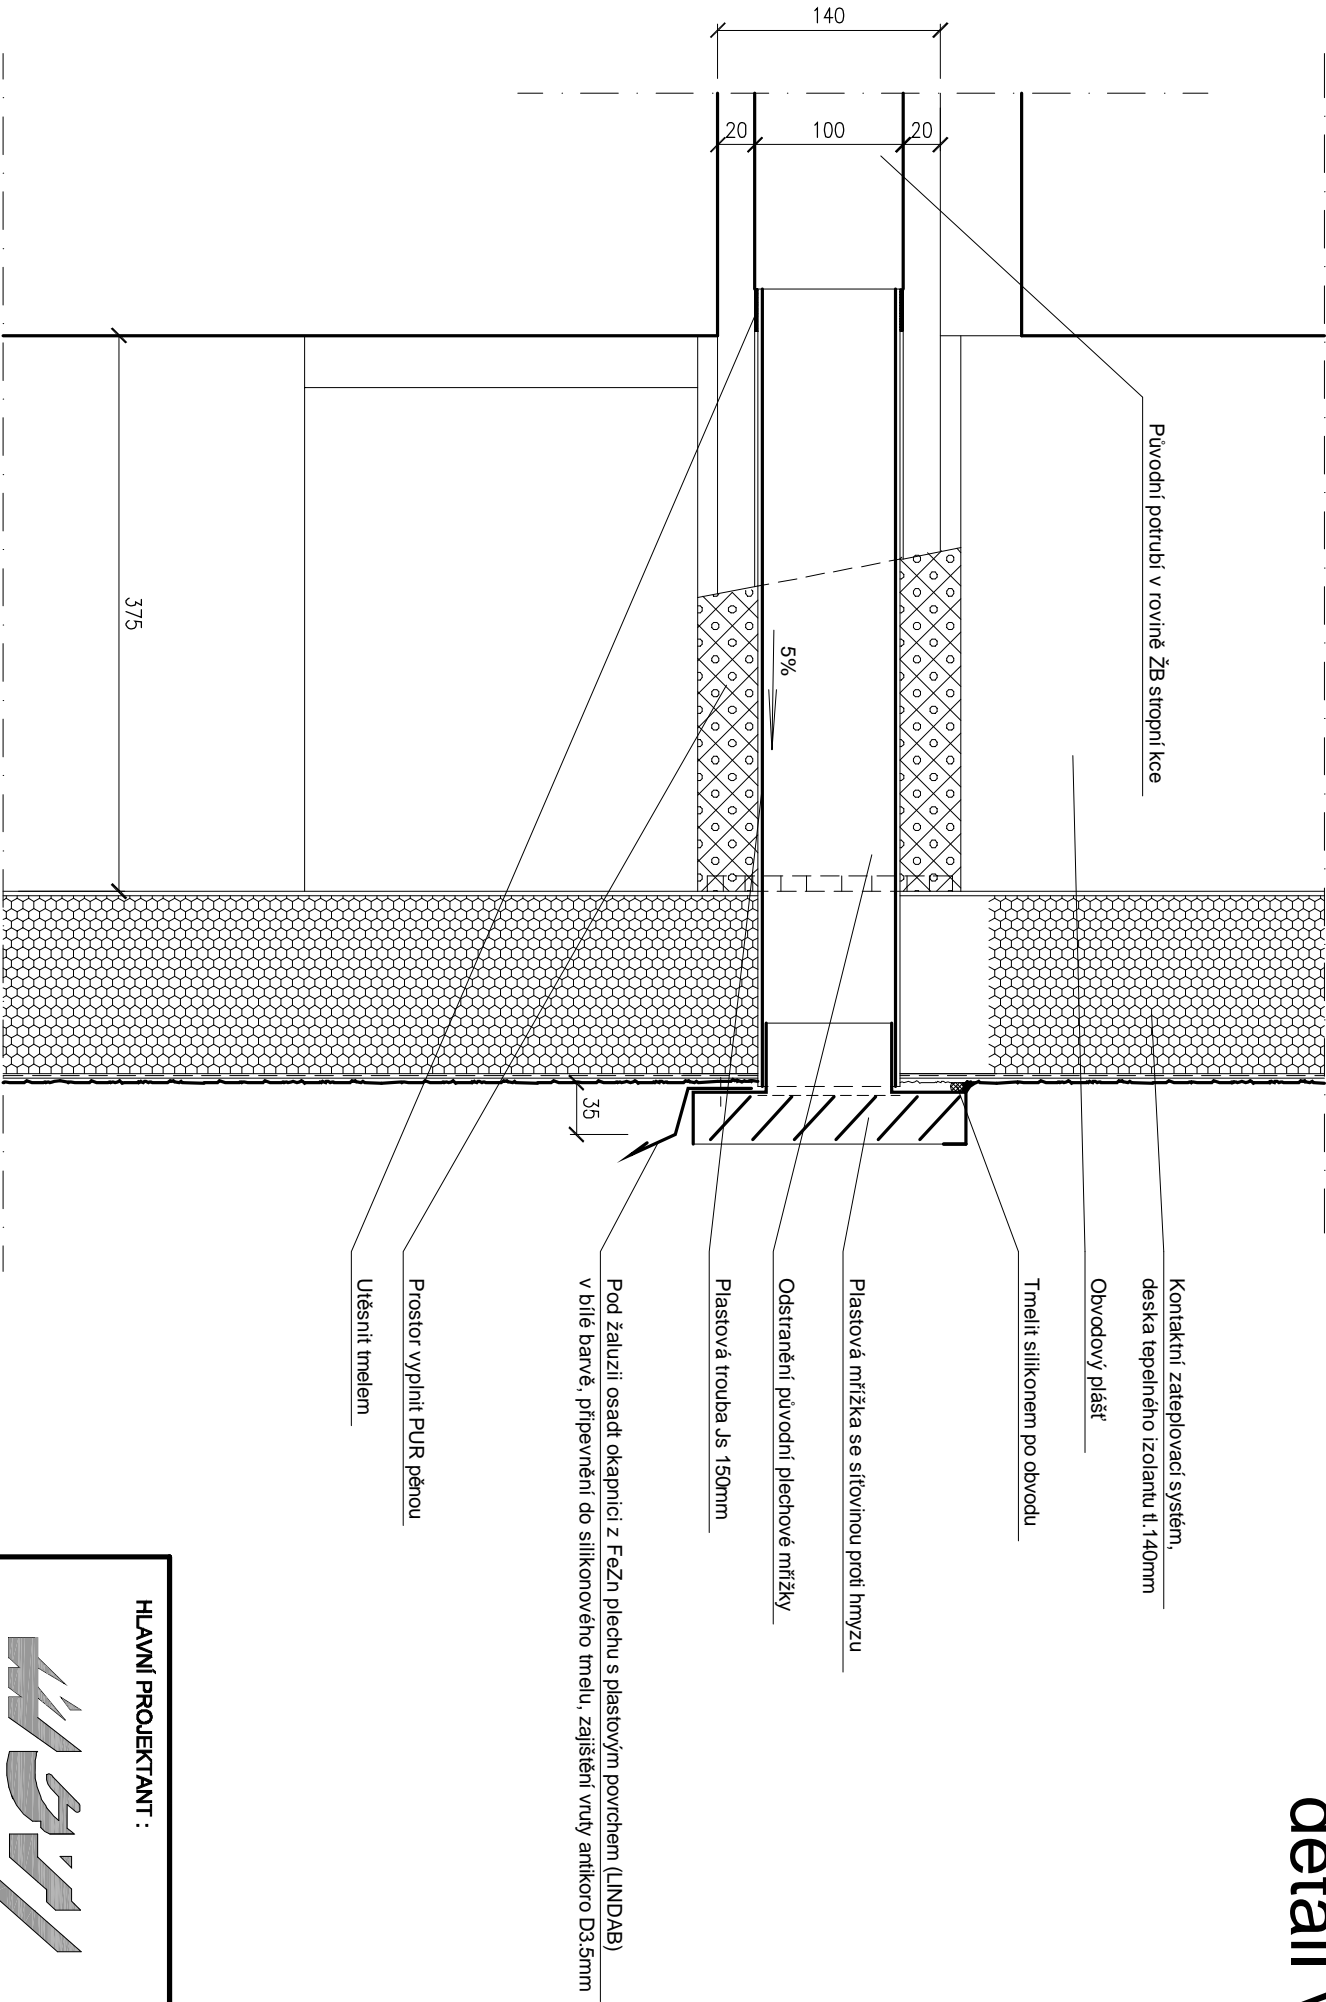 detail
140
20
100
20
Původní potrubí v rovině ŽB stropní kce
5%
375
35
Kontaktní zateplovací systém,
deska tepelného izolantu tl.140mm
Obvodový plášť
Tmelit silikonem po obvodu
Plastová mřížka se síťovinou proti hmyzu
Odstranění původní plechové mřížky
Plastová trouba Js 150mm
Pod žaluzii osadt okapnici z FeZn plechu s plastovým povrchem (LINDAB)
v bílé barvě, připevnění do silikonového tmelu, zajištění vruty antikoro D3.5mm
Prostor vyplnit PUR pěnou
Utěsnit tmelem
HLAVNÍ PROJEKTANT :